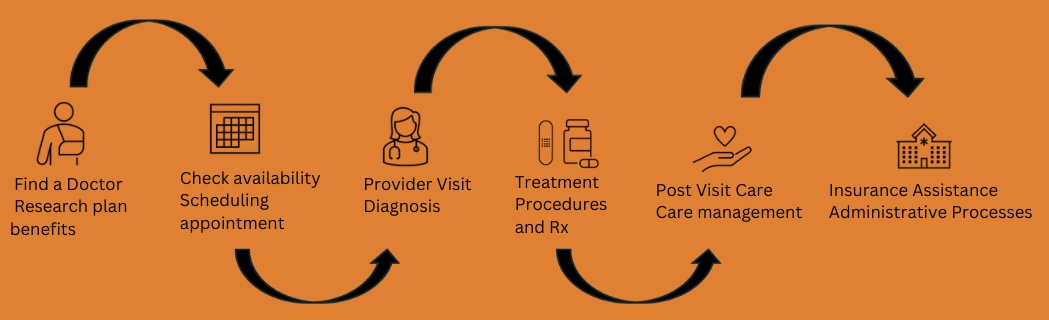 Find a Doctor
Research plan
benefits
Check availability
Scheduling
appointment
Provider Visit
Diagnosis
Treatment
Procedures
and Rx
Post Visit Care
Care management
Insurance Assistance
Administrative Processes